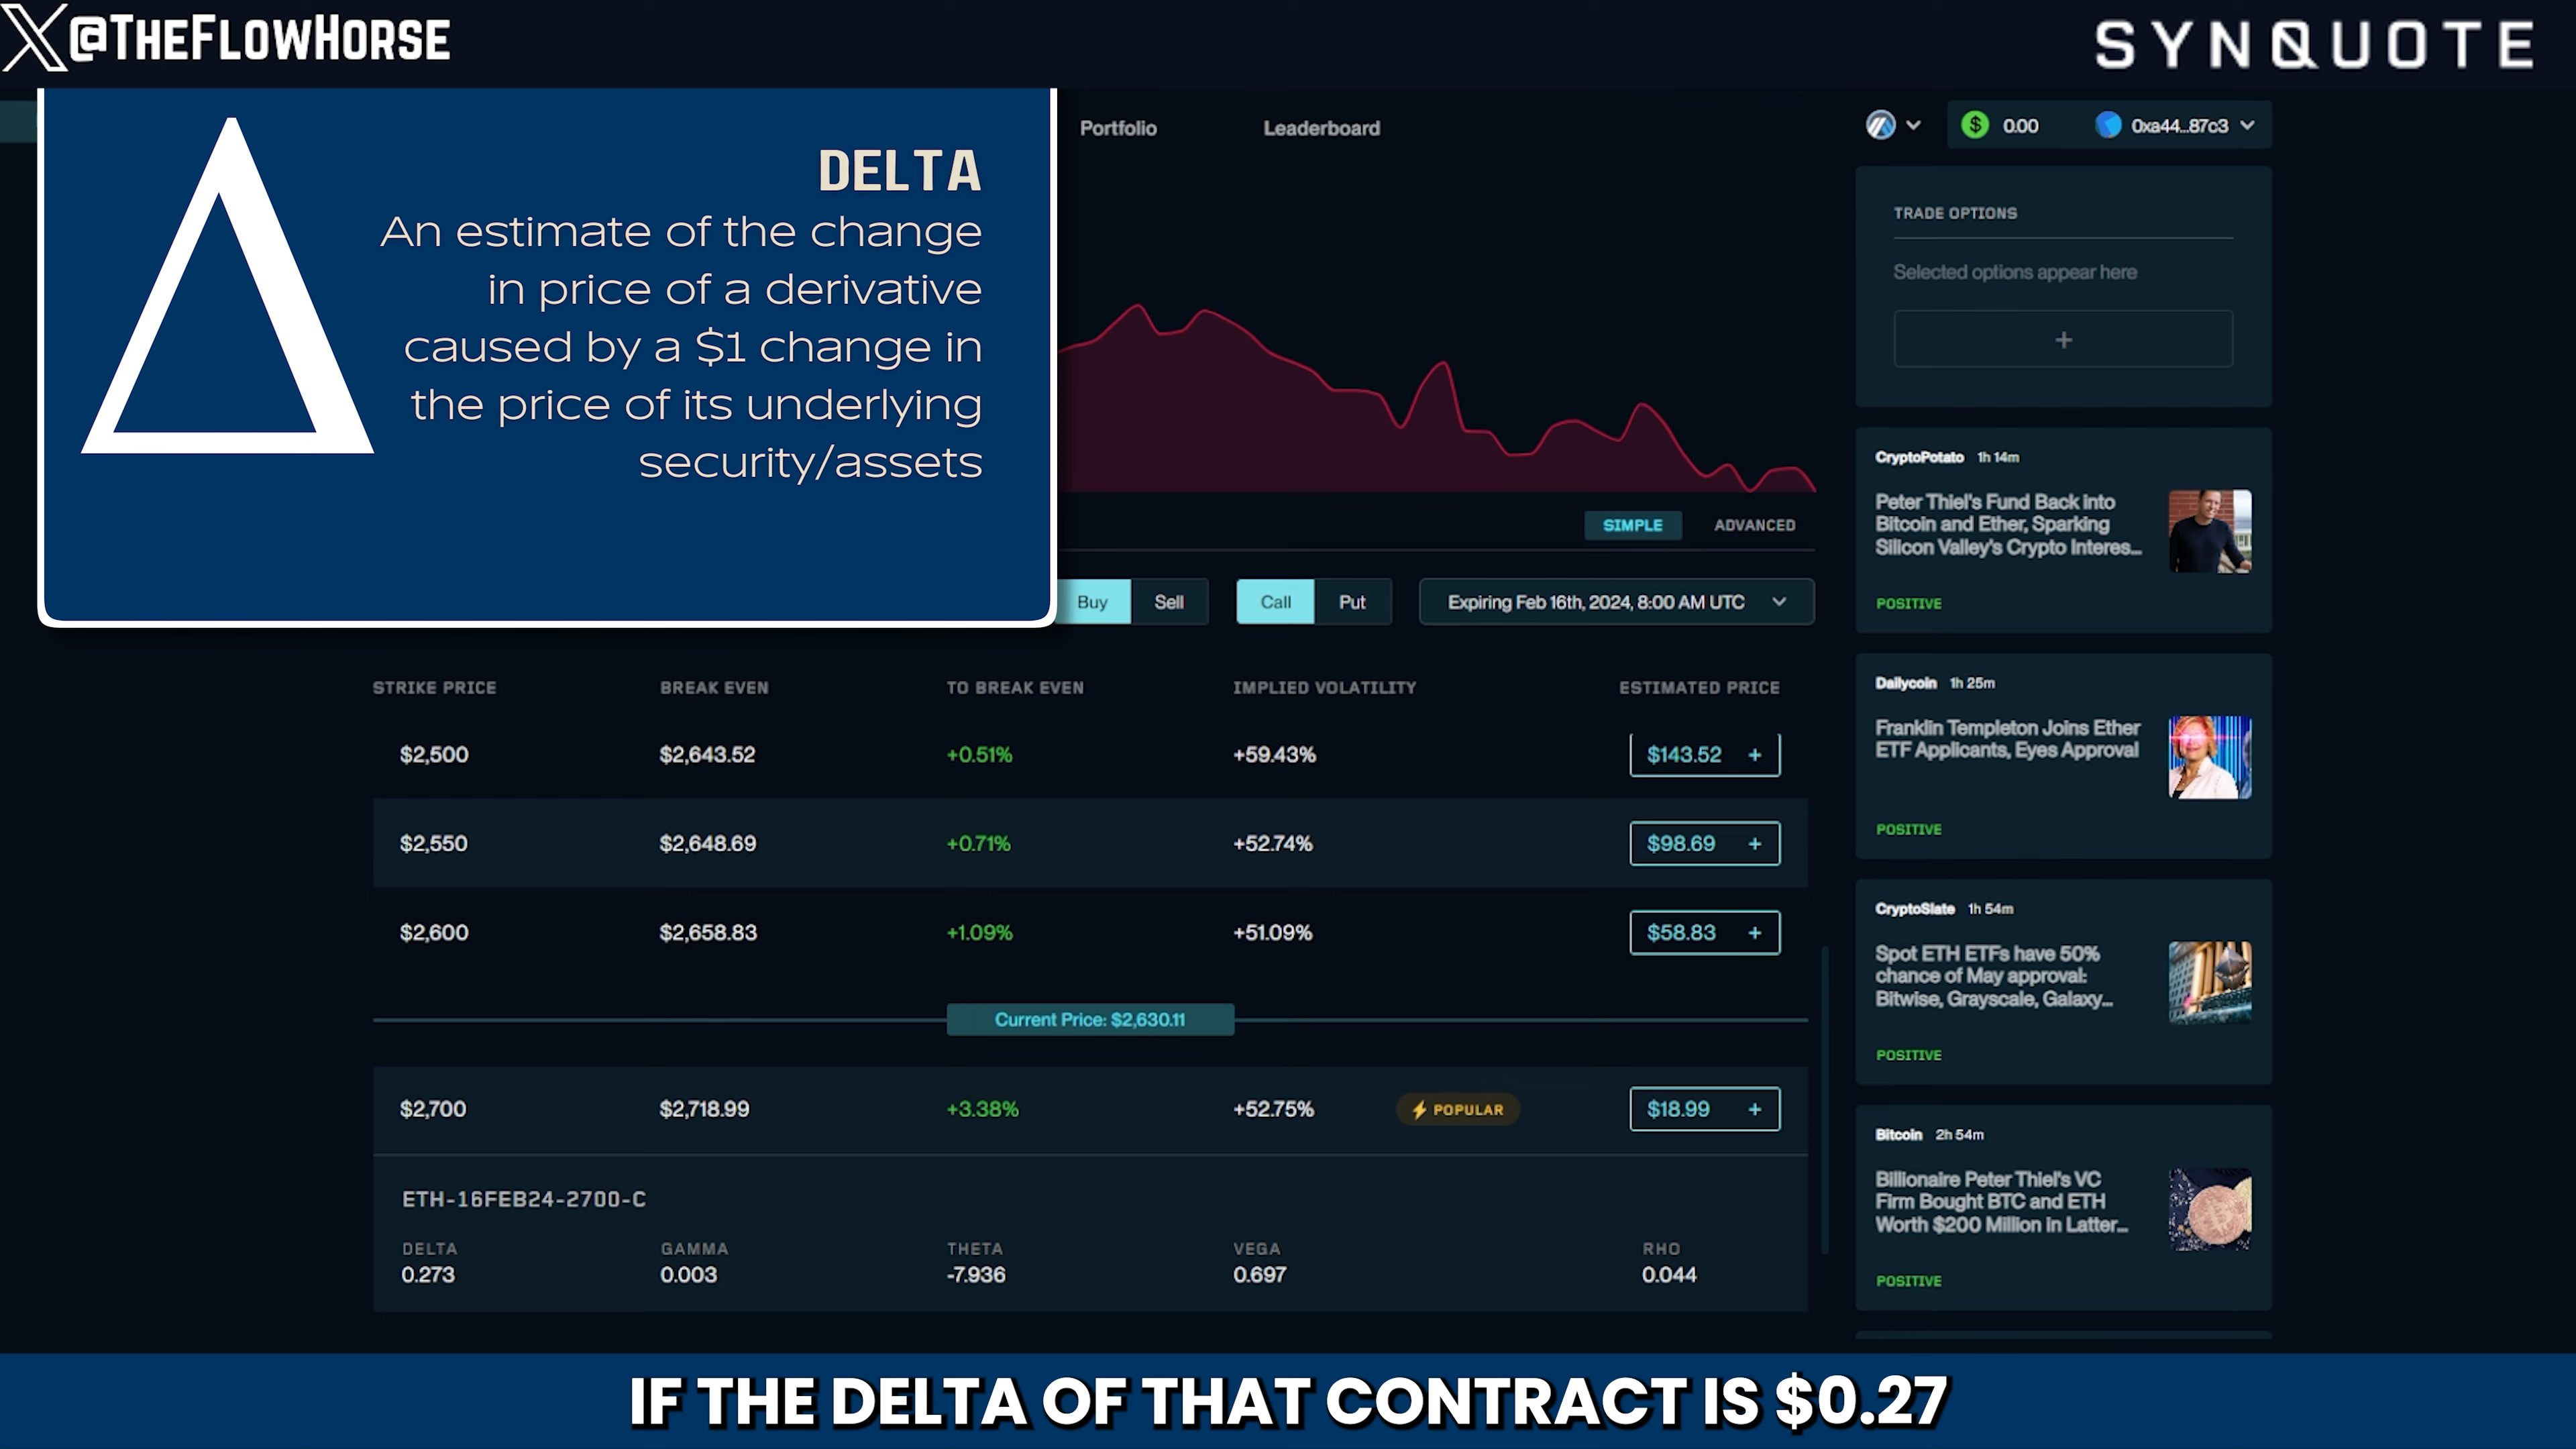 X@THEFLOWHORSE
SYNQUOTE
DELTA
An estimate of the change
in price of a derivative
caused by a $1 change in
the price of its underlying
security/assets
Portfolio
Leaderboard
0.00
0xa44...87c3
TRADE OPTIONS
Selected options appear here
+
SIMPLE
ADVANCED
Buy
Sell
Call
Put
Expiring Feb 16th, 2024, 8:00 AM UTC
STRIKE PRICE BREAK EVEN TO BREAK EVEN IMPLIED VOLATILITY ESTIMATED PRICE
$2,500 $2,643.52 +0.51% +59.43% $143.52 +
$2,550 $2,648.69 +0.71% +52.74% $98.69 +
$2,600 $2,658.83 +1.09% +51.09% $58.83 +
Current Price: $2,630.11
$2,700 $2,718.99 +3.38% +52.75% POPULAR $18.99 +
ETH-16FEB24-2700-C
DELTA GAMMA THETA VEGA RHO
0.273 0.003 -7.936 0.697 0.044
CryptoPotato 1h 14m
Peter Thiel's Fund Back into
Bitcoin and Ether, Sparking
Silicon Valley's Crypto Interes...
POSITIVE
Dailycoin 1h 25m
Franklin Templeton Joins Ether
ETF Applicants, Eyes Approval
POSITIVE
CryptoSlate 1h 54m
Spot ETH ETFs have 50%
chance of May approval:
Bitwise, Grayscale, Galaxy...
POSITIVE
Bitcoin 2h 54m
Billionaire Peter Thiel's VC
Firm Bought BTC and ETH
Worth $200 Million in Latter...
POSITIVE
IF THE DELTA OF THAT CONTRACT IS $0.27